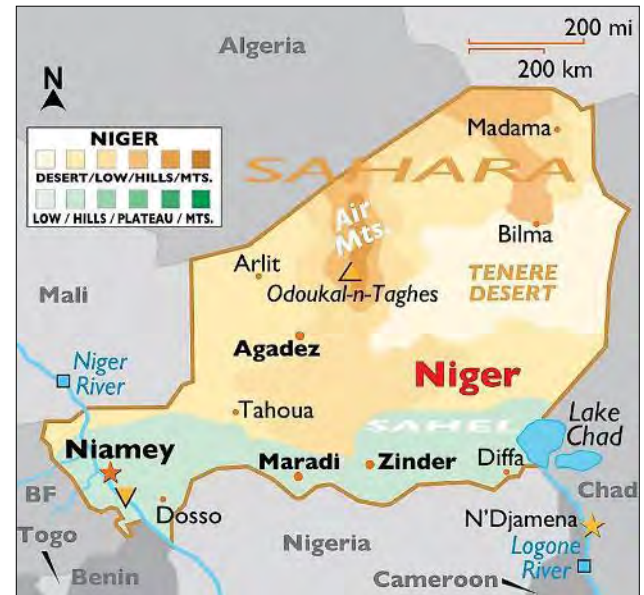 200 mi
200 km
Algeria
N
NIGER
DESERT/LOW/HILLS/MTS.
LOW / HILLS / PLATEAU / MTS.
Madama
SAHARA
Air
Mts.
Bilma
Arlit
TENERE
DESERT
Odoukal-n-Taghes
Mali
Agadez
Niger
River
Niger
Tahoua
SAHEL
Lake
Chad
Niamey
Maradi
Zinder
Diffa
BF
Dosso
Chad
N'Djamena
Togo
Nigeria
Logone
River
Benin
Cameroon